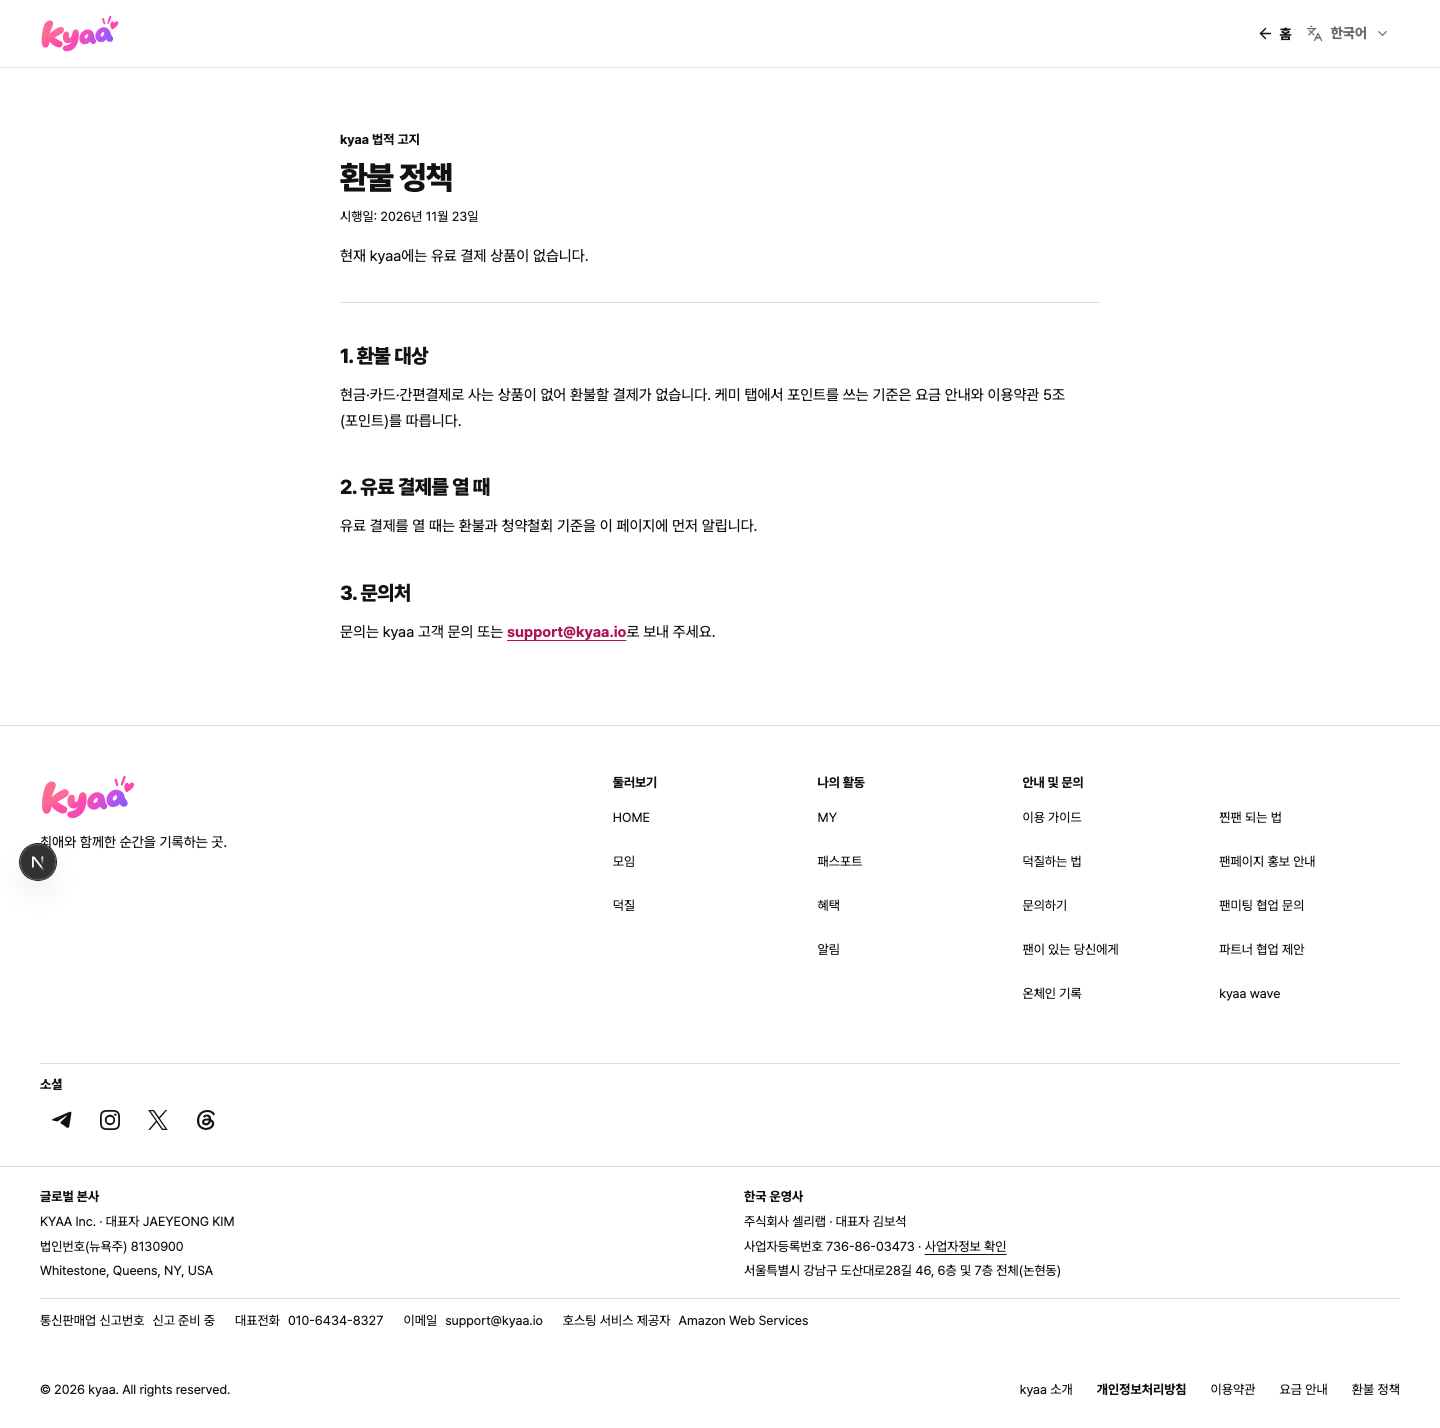 kyaa
홈
한국어
kyaa 법적 고지
환불 정책
시행일: 2026년 11월 23일
현재 kyaa에는 유료 결제 상품이 없습니다.
1. 환불 대상
현금·카드·간편결제로 사는 상품이 없어 환불할 결제가 없습니다. 케미 탭에서 포인트를 쓰는 기준은 요금 안내와 이용약관 5조
(포인트)를 따릅니다.
2. 유료 결제를 열 때
유료 결제를 열 때는 환불과 청약철회 기준을 이 페이지에 먼저 알립니다.
3. 문의처
문의는 kyaa 고객 문의 또는 support@kyaa.io로 보내 주세요.
kyaa
최애와 함께한 순간을 기록하는 곳.
N
둘러보기
HOME
모임
덕질
나의 활동
MY
패스포트
혜택
알림
안내 및 문의
이용 가이드
덕질하는 법
문의하기
팬이 있는 당신에게
온체인 기록
찐팬 되는 법
팬페이지 홍보 안내
팬미팅 협업 문의
파트너 협업 제안
kyaa wave
소셜
글로벌 본사
KYAA Inc. · 대표자 JAEYEONG KIM
법인번호(뉴욕주) 8130900
Whitestone, Queens, NY, USA
한국 운영사
주식회사 셀리랩 · 대표자 김보석
사업자등록번호 736-86-03473 · 사업자정보 확인
서울특별시 강남구 도산대로28길 46, 6층 및 7층 전체(논현동)
통신판매업 신고번호 신고 준비 중 대표전화 010-6434-8327 이메일 support@kyaa.io 호스팅 서비스 제공자 Amazon Web Services
© 2026 kyaa. All rights reserved.
kyaa 소개 개인정보처리방침 이용약관 요금 안내 환불 정책